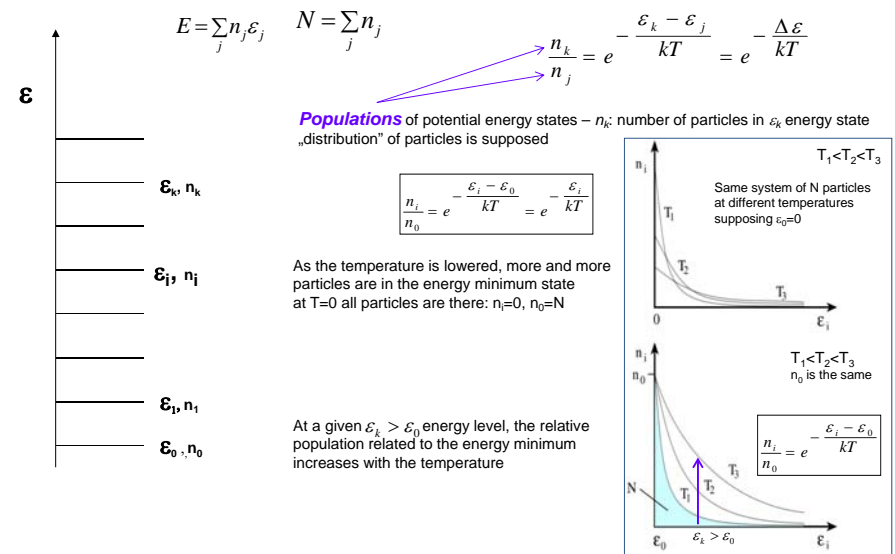 E = ∑_j n_j ε_j    N = ∑_j n_j
n_k / n_j = e^{− (ε_k − ε_j) / kT} = e^{− Δε / kT}
ε
Populations of potential energy states – n_k: number of particles in ε_k energy state
„distribution” of particles is supposed
ε_k, n_k
ε_i, n_i
ε_1, n_1
ε_0, n_0
n_i / n_0 = e^{− (ε_i − ε_0) / kT} = e^{− ε_i / kT}
As the temperature is lowered, more and more
particles are in the energy minimum state
at T=0 all particles are there: n_i=0, n_0=N
At a given ε_k > ε_0 energy level, the relative
population related to the energy minimum
increases with the temperature
n_i
T_1<T_2<T_3
Same system of N particles
at different temperatures
supposing ε_0=0
T_1
T_2
T_3
0
ε_i
n_i
n_0
T_1<T_2<T_3
n_0 is the same
n_i / n_0 = e^{− (ε_i − ε_0) / kT}
T_3
N
T_1
T_2
ε_0
ε_k > ε_0
ε_i